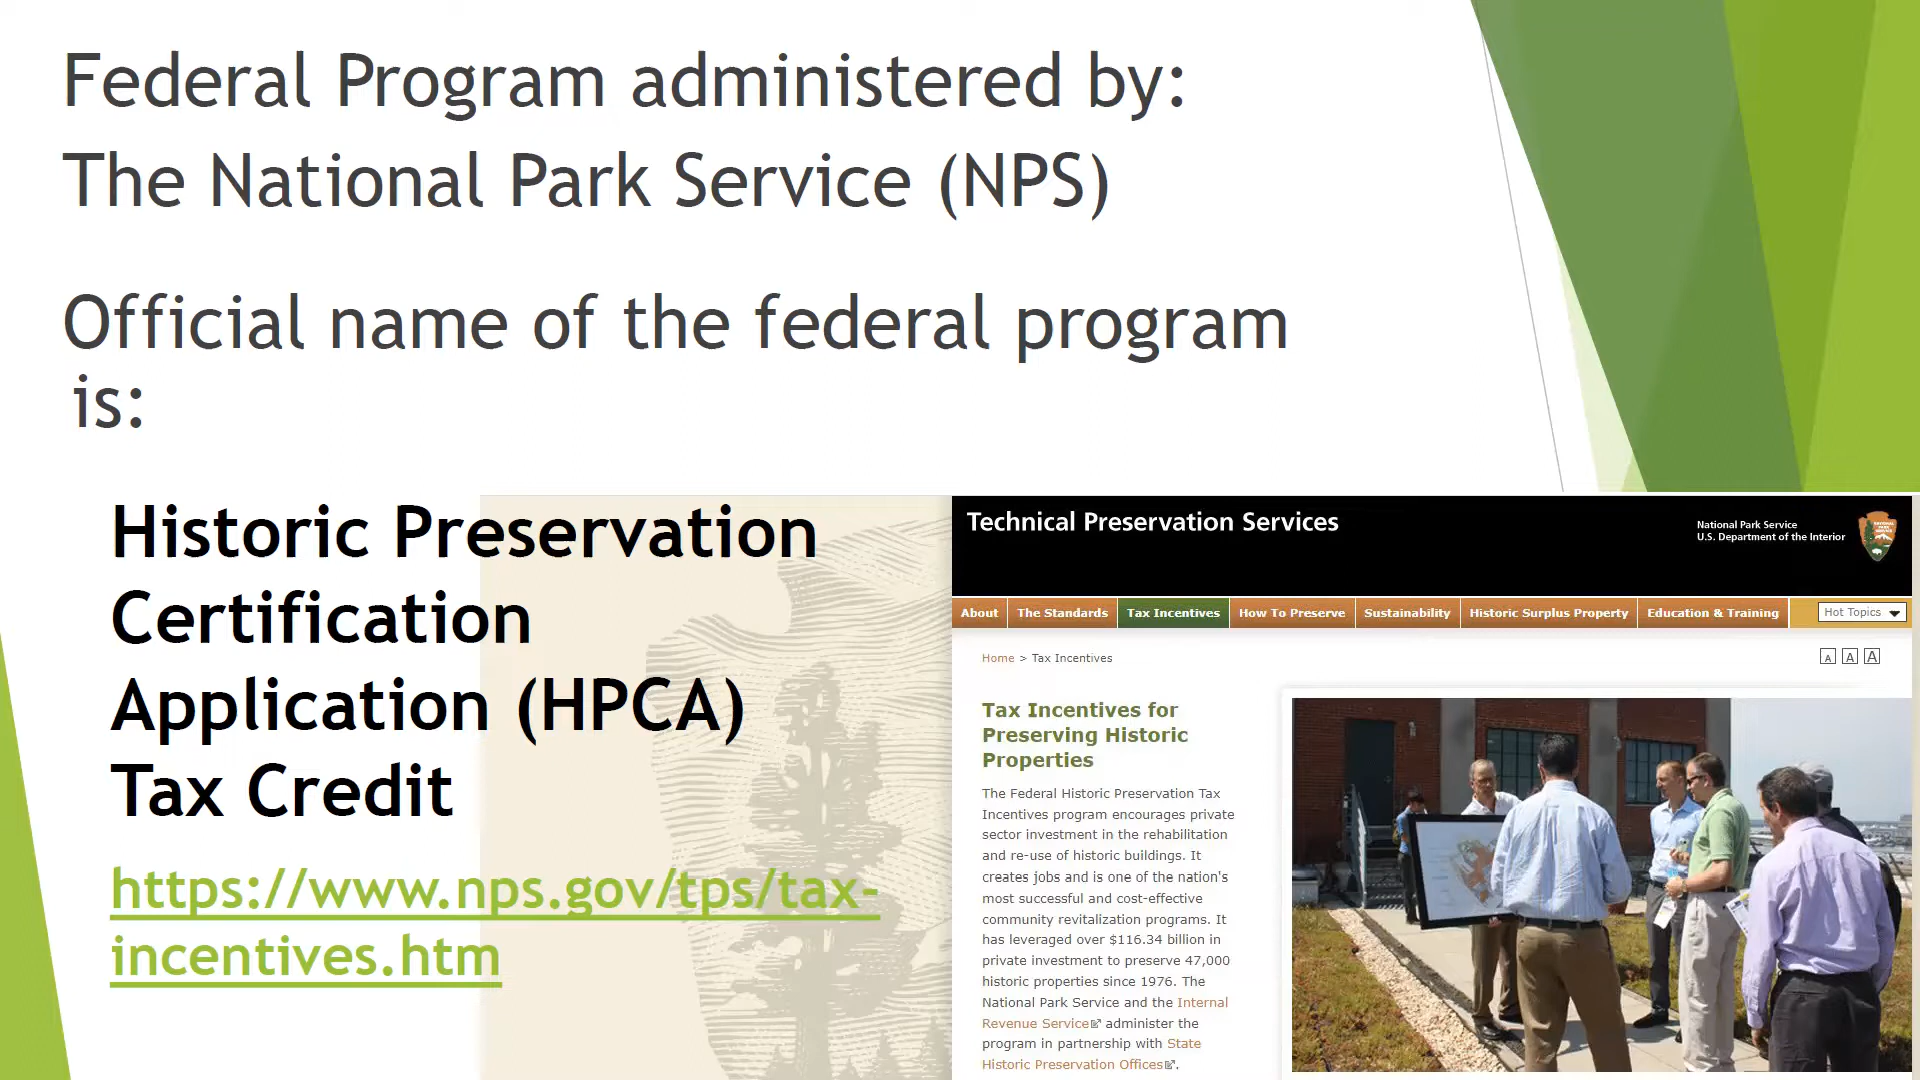 Federal Program administered by:
The National Park Service (NPS)
Official name of the federal program
is:
Historic Preservation
Certification
Application (HPCA)
Tax Credit
https://www.nps.gov/tps/tax-
incentives.htm
Technical Preservation Services
National Park Service
U.S. Department of the Interior
About The Standards Tax Incentives How To Preserve Sustainability Historic Surplus Property Education & Training Hot Topics
Home > Tax Incentives
A A A
Tax Incentives for
Preserving Historic
Properties
The Federal Historic Preservation Tax
Incentives program encourages private
sector investment in the rehabilitation
and re-use of historic buildings. It
creates jobs and is one of the nation's
most successful and cost-effective
community revitalization programs. It
has leveraged over $116.34 billion in
private investment to preserve 47,000
historic properties since 1976. The
National Park Service and the Internal
Revenue Service administer the
program in partnership with State
Historic Preservation Offices.